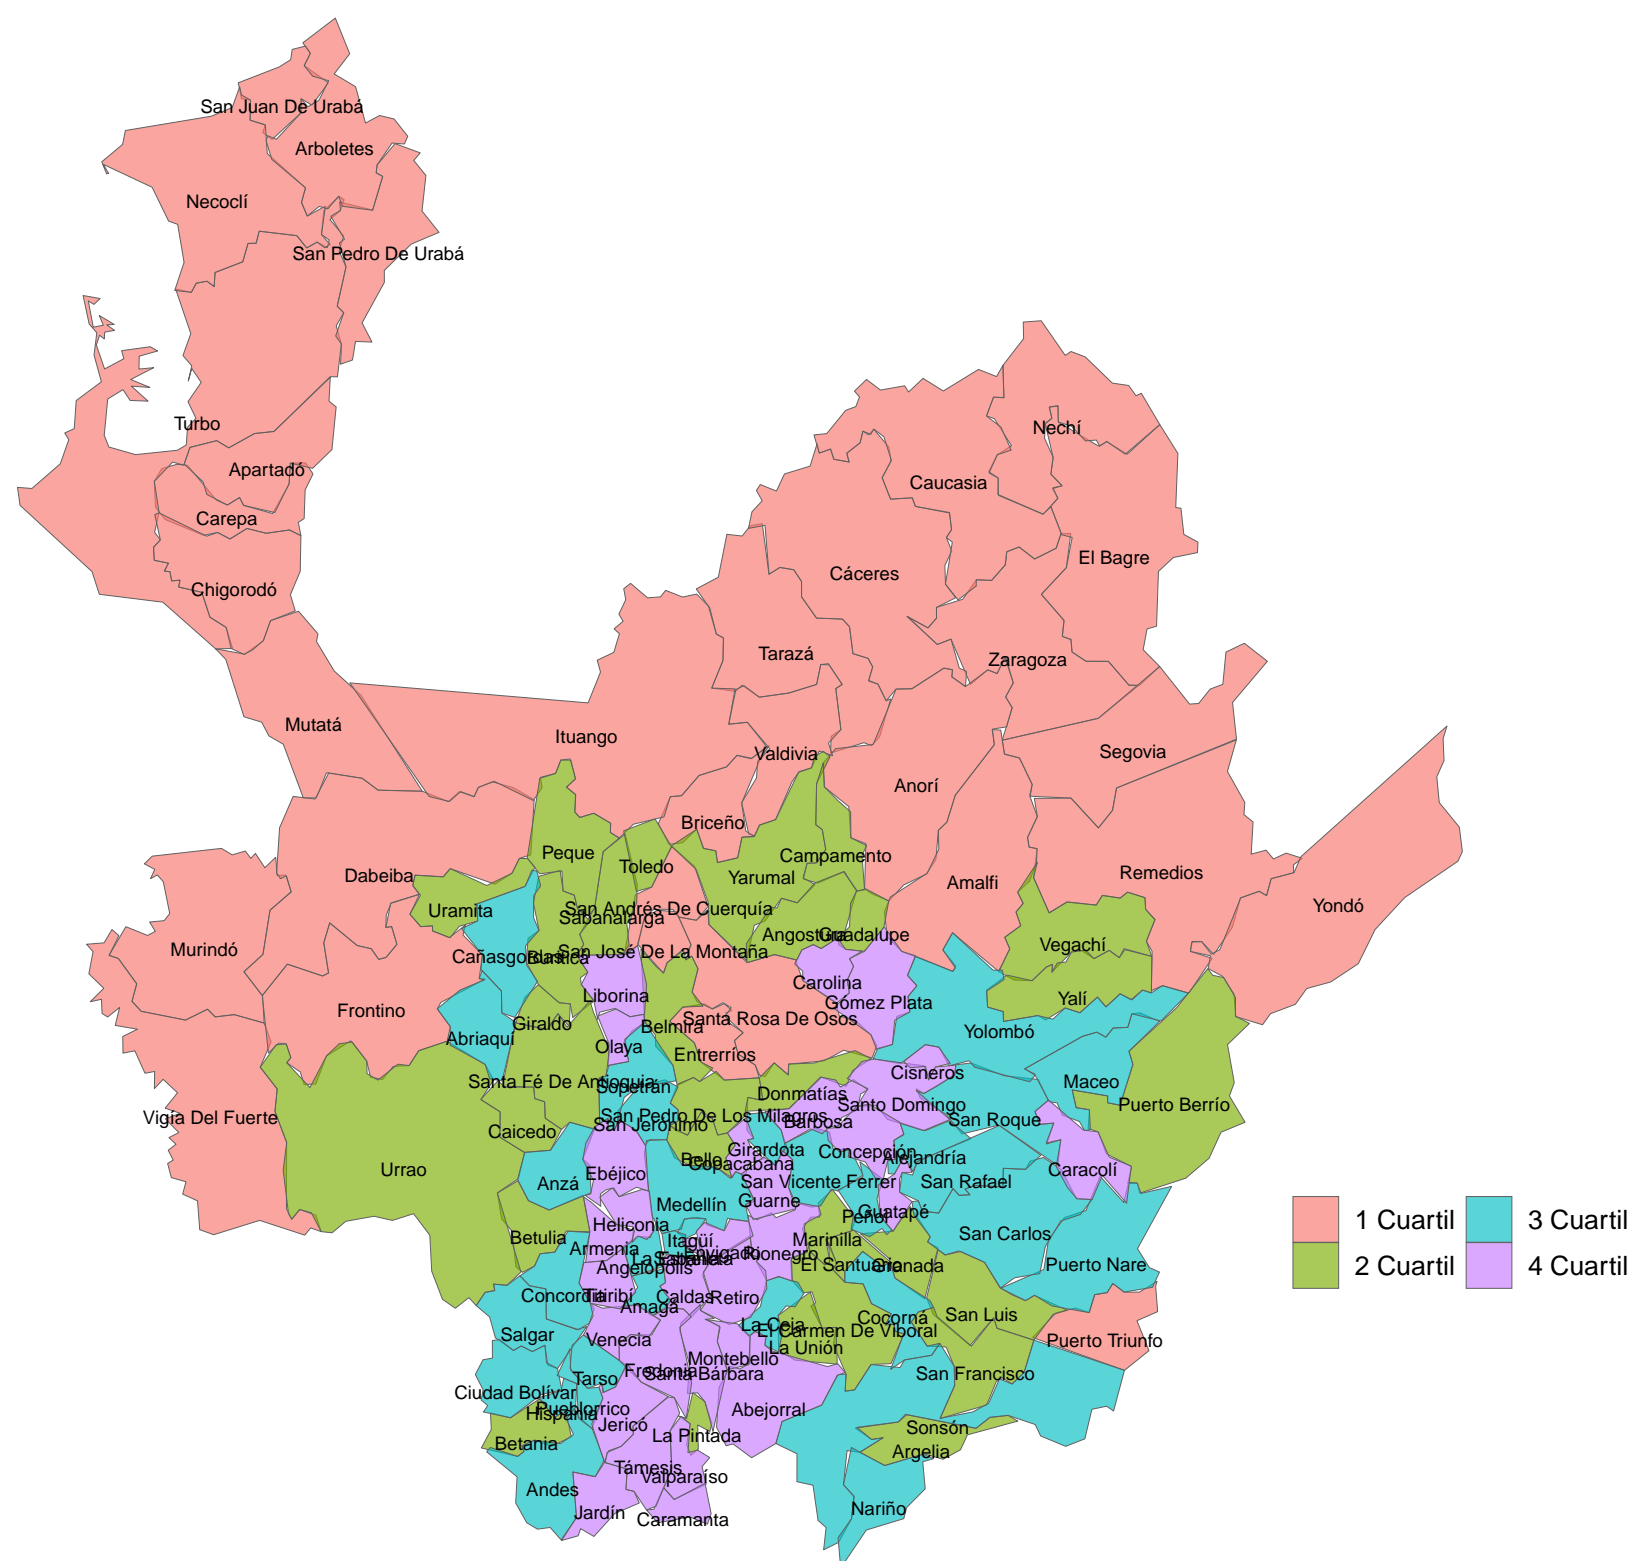 San Juan De Urabá
Arboletes
Necoclí
San Pedro De Urabá
Turbo
Nechí
Apartadó
Caucasia
Carepa
El Bagre
Cáceres
Chigorodó
Tarazá
Zaragoza
Mutatá
Ituango
Valdivia
Segovia
Anorí
Briceño
Peque
Campamento
Toledo
Remedios
Dabeiba
Yarumal
Amalfi
Yondó
Uramita
San Andrés De Cuerquía
Sabanalarga
Angostura
Guadalupe
Vegachí
Murindó
San José De La Montaña
Cañasgordas
Buriticá
Carolina
Liborina
Yalí
Gómez Plata
Frontino
Santa Rosa De Osos
Giraldo
Belmira
Yolombó
Abriaquí
Olaya
Entrerríos
Cisneros
Santa Fé De Antioquia
Sopetrán
Maceo
Donmatías
Santo Domingo
Puerto Berrío
Vigía Del Fuerte
San Pedro De Los Milagros
San Roque
Barbosa
San Jerónimo
Caicedo
Girardota
Concepción
Bello
Alejandría
Copacabana
Urrao
Caracolí
Ebéjico
Anzá
San Vicente Ferrer
San Rafael
Guarne
Medellín
Guatapé
Peñol
1 Cuartil
3 Cuartil
Heliconia
San Carlos
Betulia
Itagüí
Marinilla
Armenia
Envigado
Rionegro
La Estrella
Sabaneta
Angelópolis
El Santuario
Granada
Puerto Nare
2 Cuartil
4 Cuartil
Concordia
Titiribí
Caldas
Retiro
Amagá
San Luis
Cocorná
La Ceja
El Carmen De Viboral
Salgar
Venecia
Puerto Triunfo
La Unión
Montebello
Fredonia
Santa Bárbara
San Francisco
Tarso
Ciudad Bolívar
Pueblorrico
Hispania
Abejorral
Jericó
Sonsón
La Pintada
Betania
Argelia
Támesis
Valparaíso
Andes
Nariño
Jardín
Caramanta